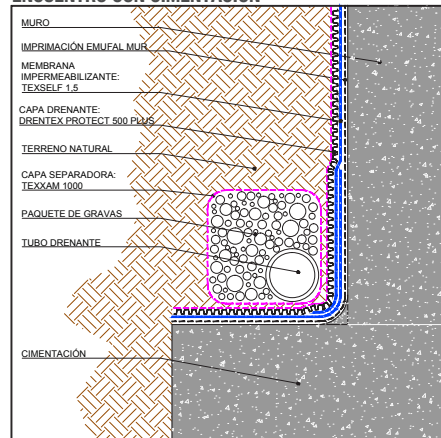 ENCUENTRO CON CIMENTACIÓN
MURO
IMPRIMACIÓN EMUFAL MUR
MEMBRANA
IMPERMEABILIZANTE:
TEXSELF 1,5
CAPA DRENANTE:
DRENTEX PROTECT 500 PLUS
TERRENO NATURAL
CAPA SEPARADORA:
TEXXAM 1000
PAQUETE DE GRAVAS
TUBO DRENANTE
CIMENTACIÓN